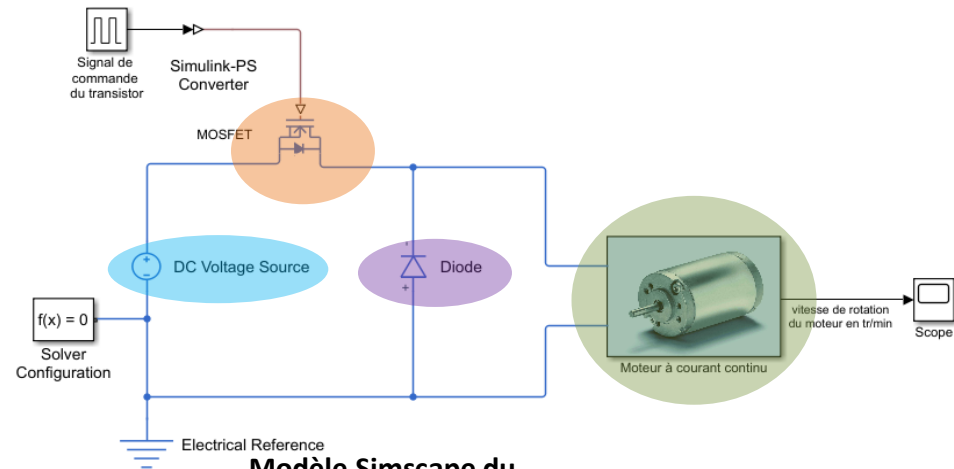 Signal de
commande
du transistor
Simulink-PS
Converter
MOSFET
DC Voltage Source
Diode
f(x) = 0
Solver
Configuration
Moteur à courant continu
vitesse de rotation
du moteur en tr/min
Scope
Electrical Reference
Modèle Simscape du